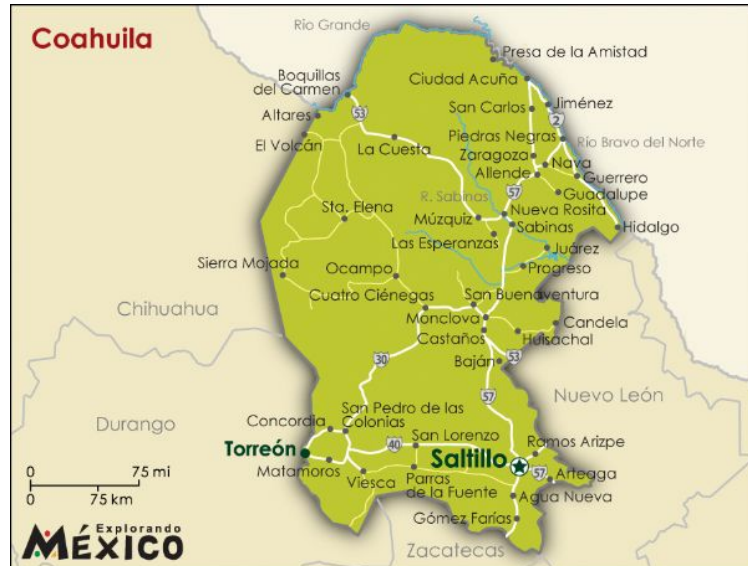 Coahuila
Río Grande
Presa de la Amistad
Boquillas
del Carmen
Ciudad Acuña
San Carlos
Jiménez
Altares
53
2
El Volcán
La Cuesta
Piedras Negras
Río Bravo del Norte
Zaragoza
Nava
Allende
Guerrero
57
Guadalupe
R. Sabinas
Sta. Elena
Múzquiz
Nueva Rosita
Sabinas
Hidalgo
Las Esperanzas
Juárez
Sierra Mojada
Ocampo
Progreso
Cuatro Ciénegas
San Buenaventura
Chihuahua
Monclova
Candela
Castaños
Huisachal
30
Baján
53
Nuevo León
57
Durango
San Pedro de las
Colonias
Concordia
Torreón
40
San Lorenzo
Ramos Arizpe
Saltillo
Matamoros
Viesca
Parras
de la Fuente
57
Arteaga
Agua Nueva
Gómez Farías
Zacatecas
0 75 mi
0 75 km
Explorando
MÉXICO